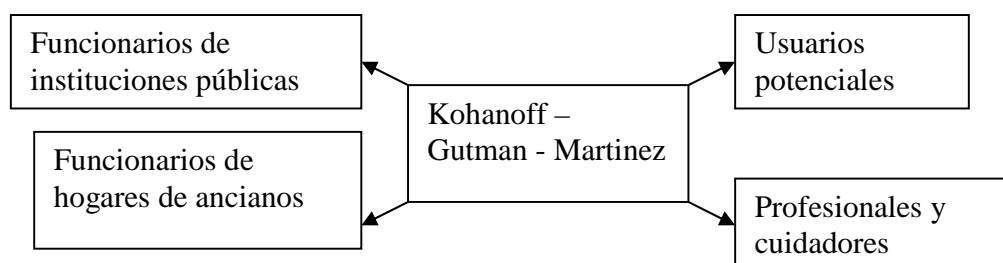 Funcionarios de
instituciones públicas
Usuarios
potenciales
Kohanoff –
Gutman - Martinez
Funcionarios de
hogares de ancianos
Profesionales y
cuidadores